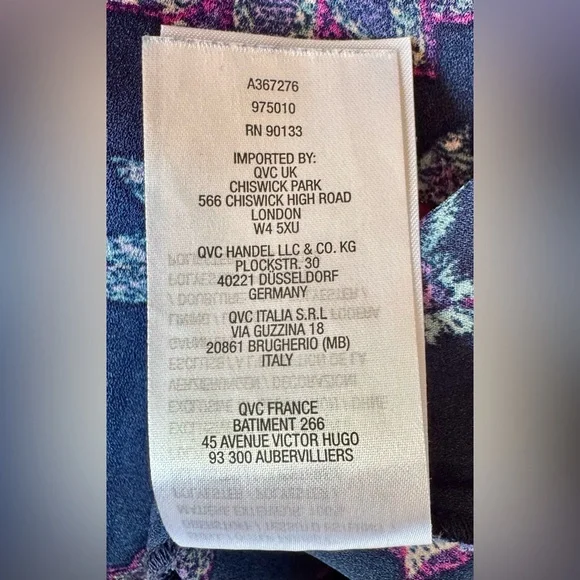 A367276
975010
RN 90133
IMPORTED BY:
QVC UK
CHISWICK PARK
566 CHISWICK HIGH ROAD
LONDON
W4 5XU
QVC HANDEL LLC & CO. KG
PLOCKSTR. 30
40221 DÜSSELDORF
GERMANY
QVC ITALIA S.R.L
VIA GUZZINA 18
20861 BRUGHERIO (MB)
ITALY
QVC FRANCE
BATIMENT 266
45 AVENUE VICTOR HUGO
93 300 AUBERVILLIERS